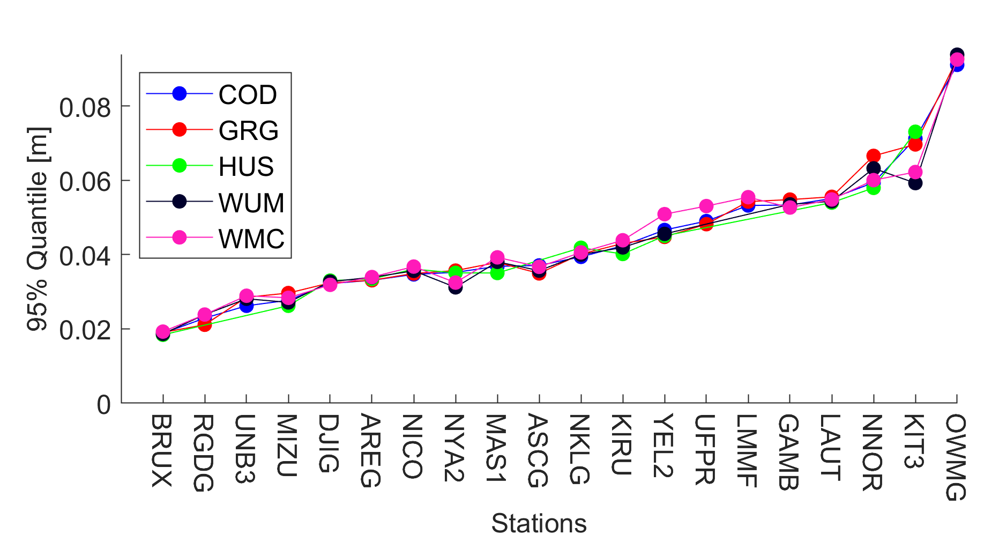 COD
GRG
HUS
WUM
WMC
95% Quantile [m]
0.08
0.06
0.04
0.02
0
BRUX
RGDG
UNB3
MIZU
DJIG
AREG
NICO
NYA2
MAS1
ASCG
NKLG
KIRU
YEL2
UFPR
LMMF
GAMB
LAUT
NNOR
KIT3
OWMG
Stations